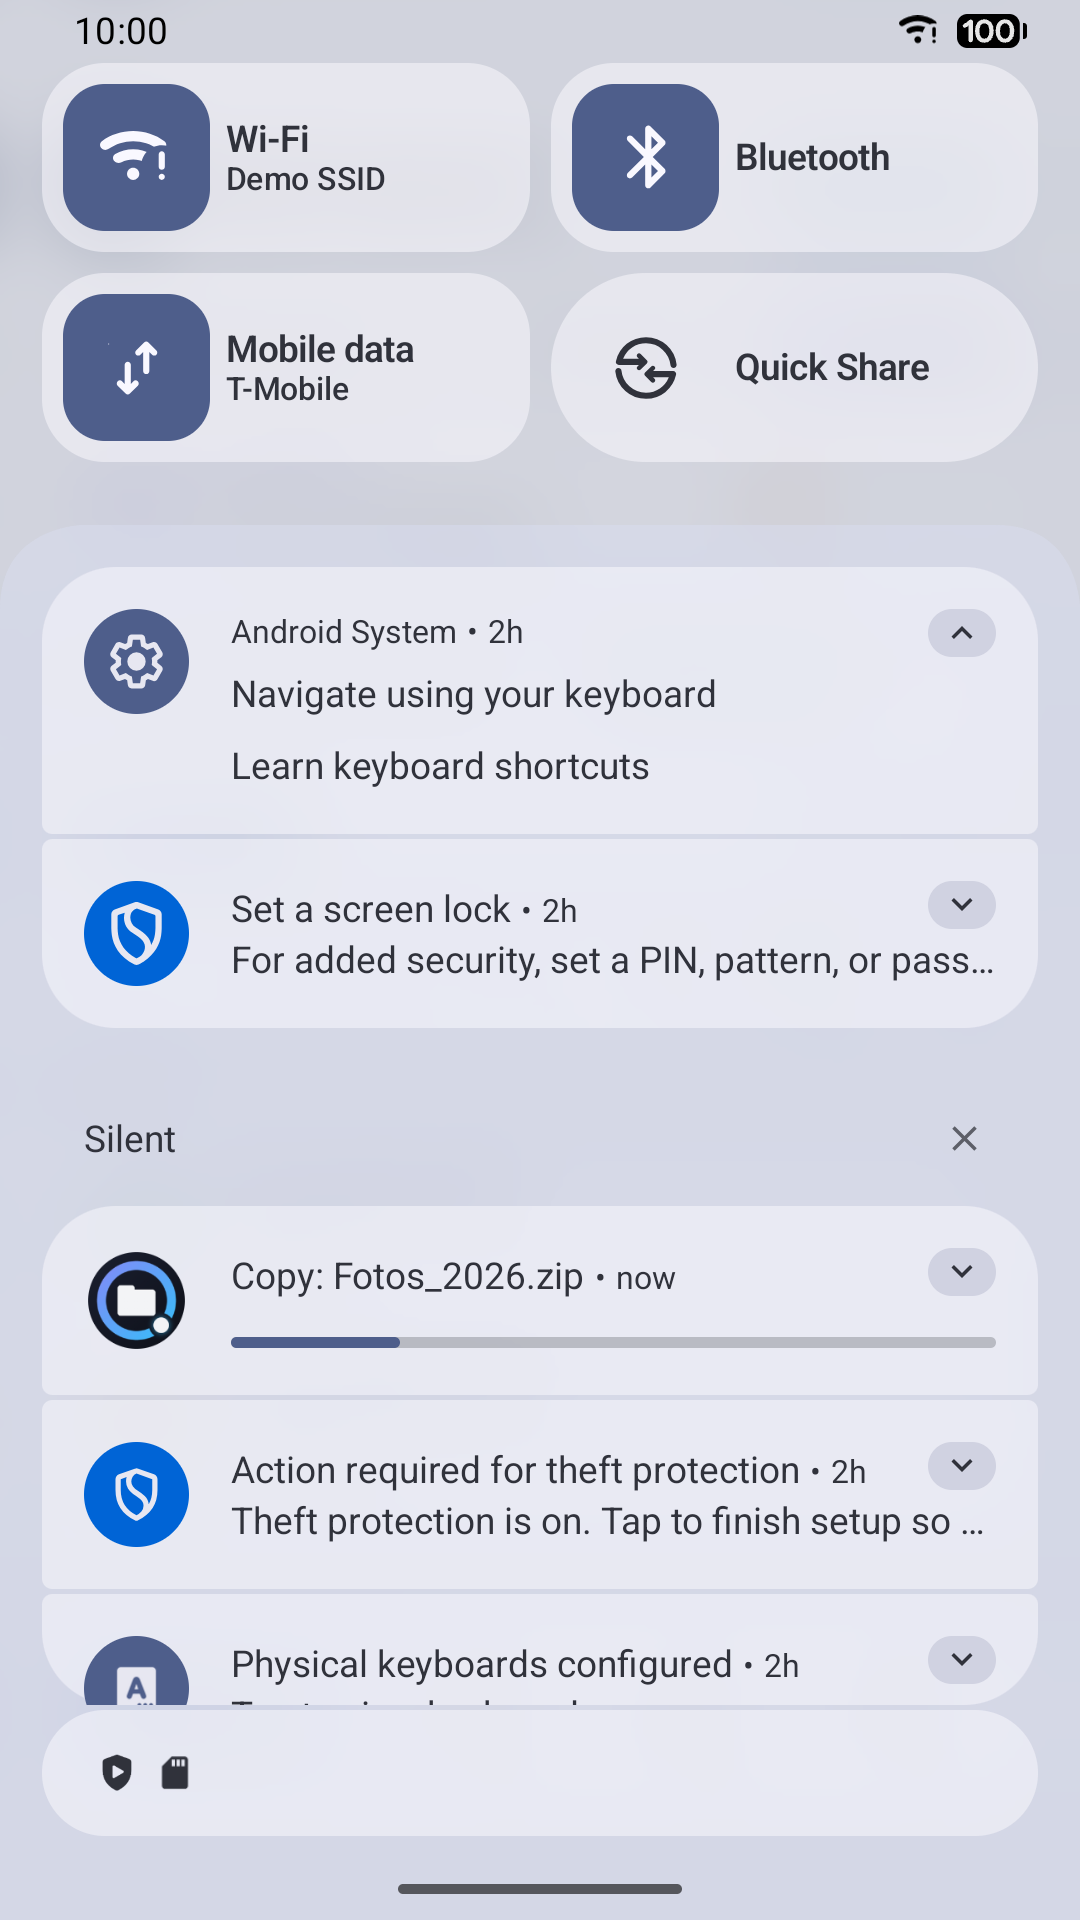 10:00
100
Wi-Fi
Demo SSID
Bluetooth
Mobile data
T-Mobile
Quick Share
Android System • 2h
Navigate using your keyboard
Learn keyboard shortcuts
Set a screen lock • 2h
For added security, set a PIN, pattern, or pass…
Silent
Copy: Fotos_2026.zip • now
Action required for theft protection • 2h
Theft protection is on. Tap to finish setup so …
Physical keyboards configured • 2h